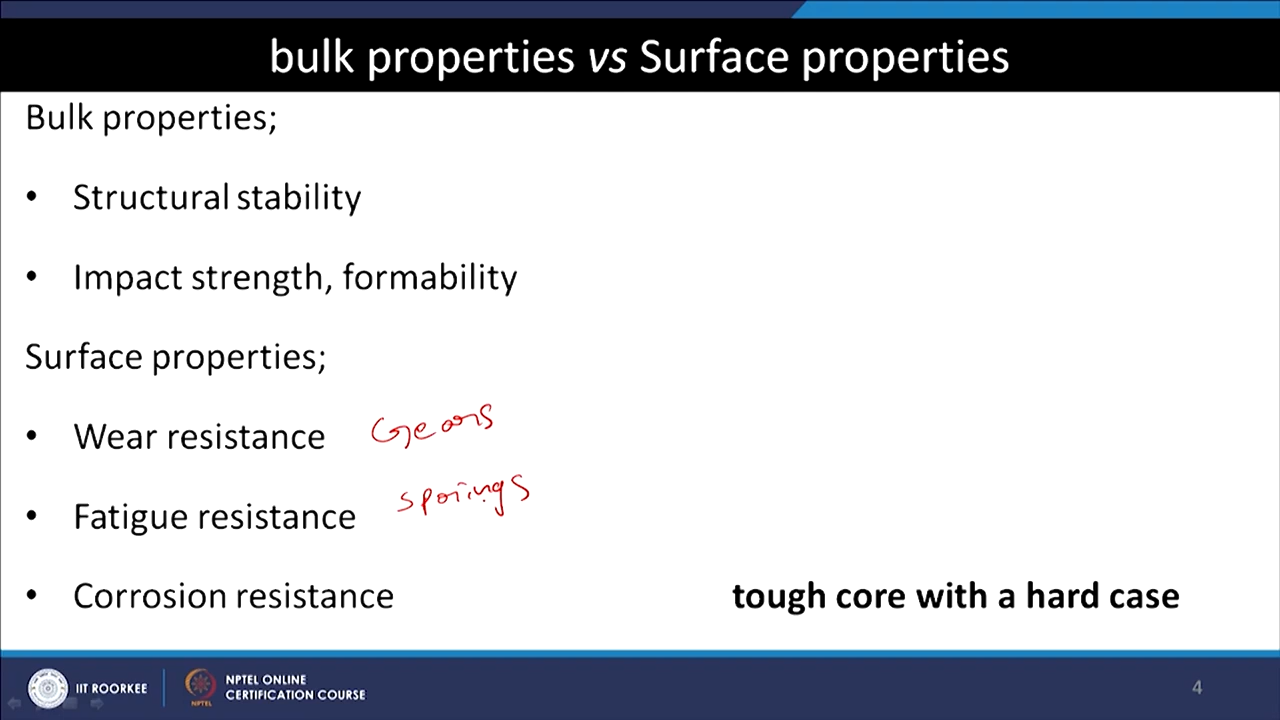 bulk properties vs Surface properties
Bulk properties;
• Structural stability
• Impact strength, formability
Surface properties;
• Wear resistance Gears
• Fatigue resistance springs
• Corrosion resistance tough core with a hard case
IIT ROORKEE
NPTEL
NPTEL ONLINE
CERTIFICATION COURSE
4